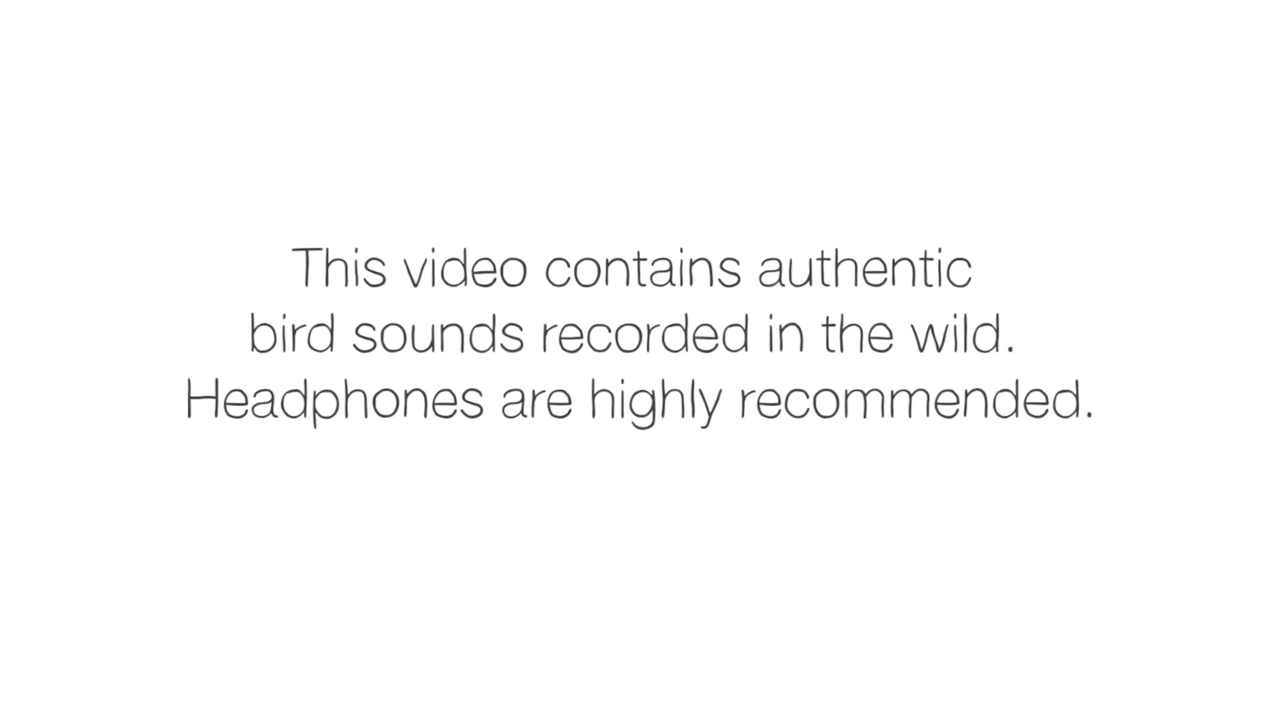 This video contains authentic
bird sounds recorded in the wild.
Headphones are highly recommended.